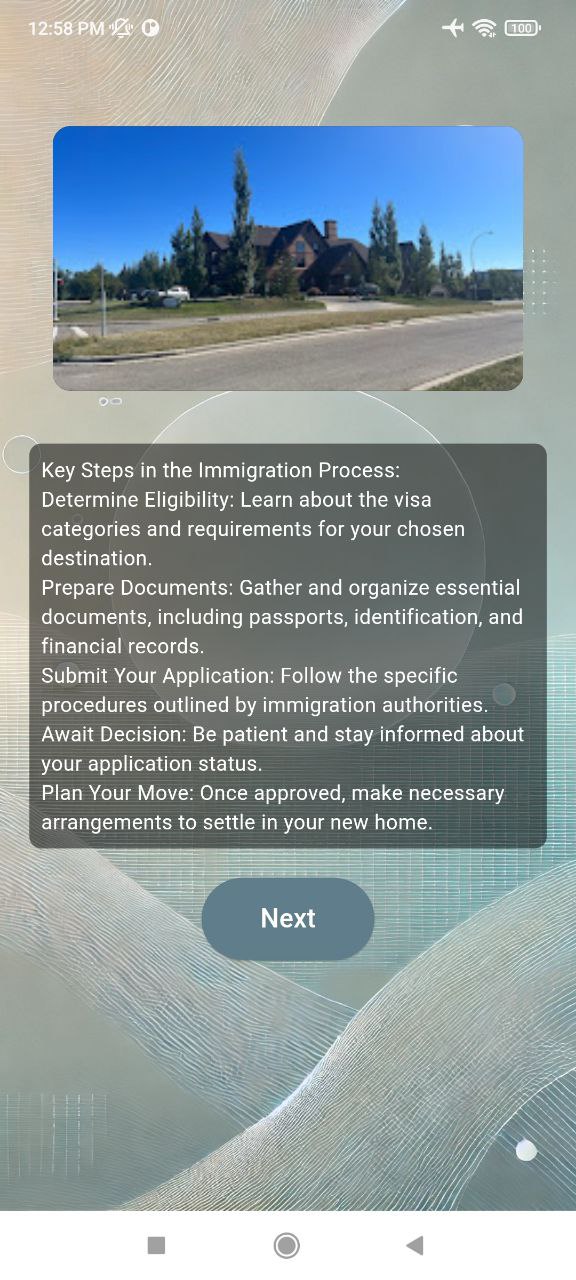 12:58 PM
100
Key Steps in the Immigration Process:
Determine Eligibility: Learn about the visa
categories and requirements for your chosen
destination.
Prepare Documents: Gather and organize essential
documents, including passports, identification, and
financial records.
Submit Your Application: Follow the specific
procedures outlined by immigration authorities.
Await Decision: Be patient and stay informed about
your application status.
Plan Your Move: Once approved, make necessary
arrangements to settle in your new home.
Next